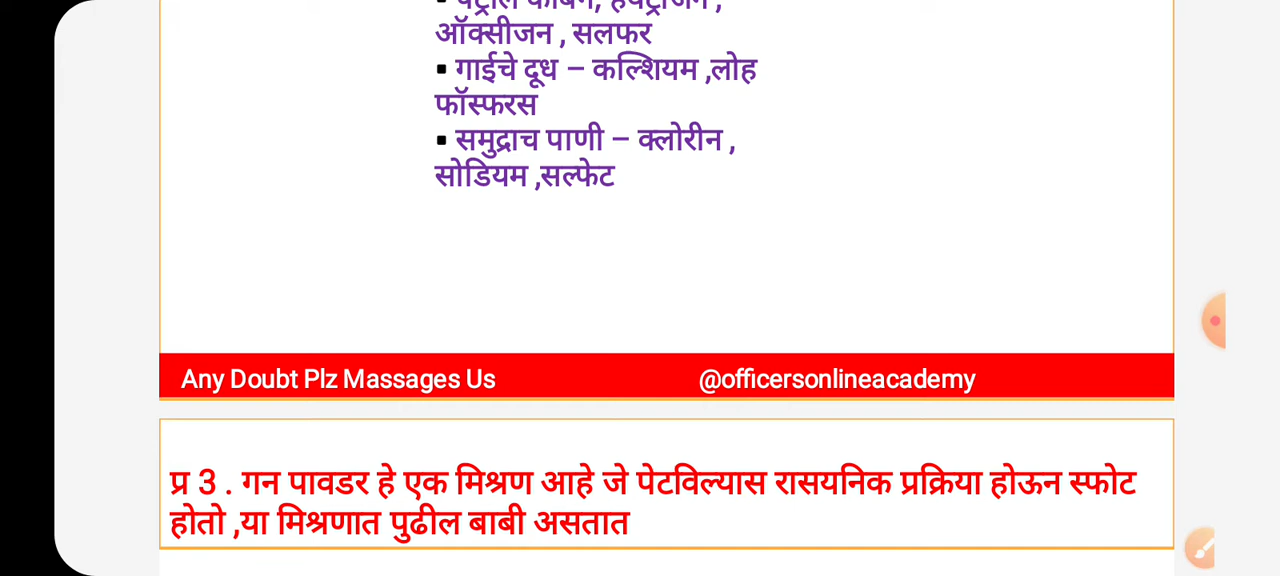 ऑक्सीजन , सलफर
▪ गाईचे दूध – कल्शियम ,लोह
फॉस्फरस
▪ समुद्राच पाणी – क्लोरीन ,
सोडियम ,सल्फेट
Any Doubt Plz Massages Us @officersonlineacademy
प्र 3 . गन पावडर हे एक मिश्रण आहे जे पेटविल्यास रासयनिक प्रक्रिया होऊन स्फोट
होतो ,या मिश्रणात पुढील बाबी असतात